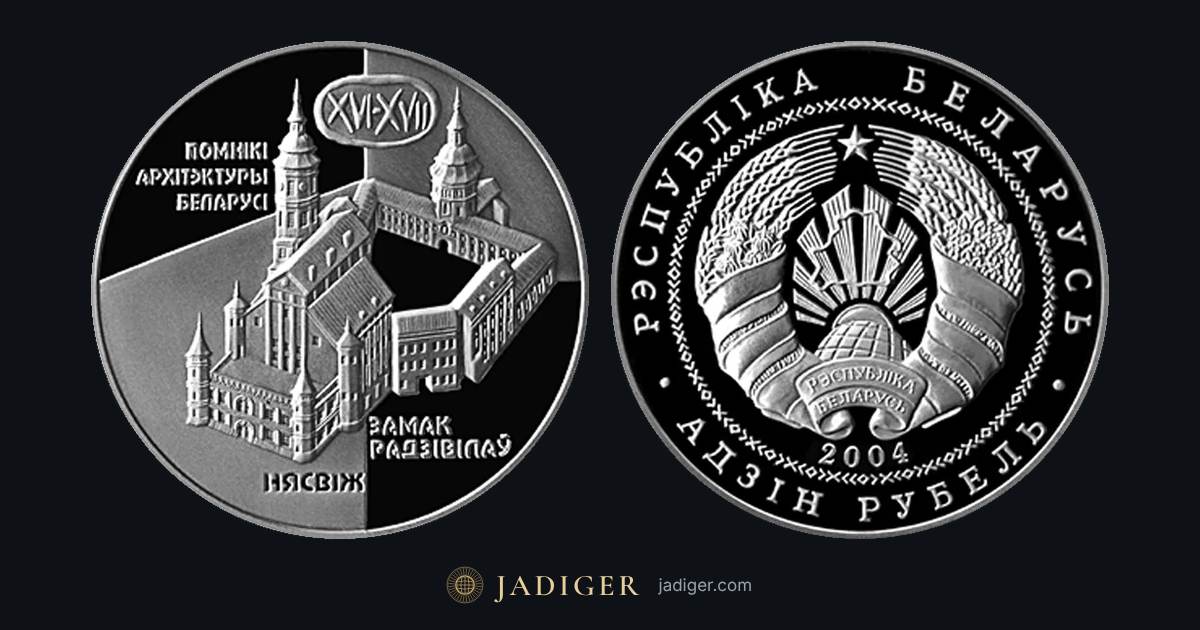 XVI-XVII
ПОМНІКІ
АРХІТЭКТУРЫ
БЕЛАРУСІ
ЗАМАК
РАДЗІВІЛАЎ
НЯСВІЖ
РЭСПУБЛІКА БЕЛАРУСЬ
РЭСПУБЛІКА
БЕЛАРУСЬ
2004
АДЗІН РУБЕЛЬ
JADIGER jadiger.com